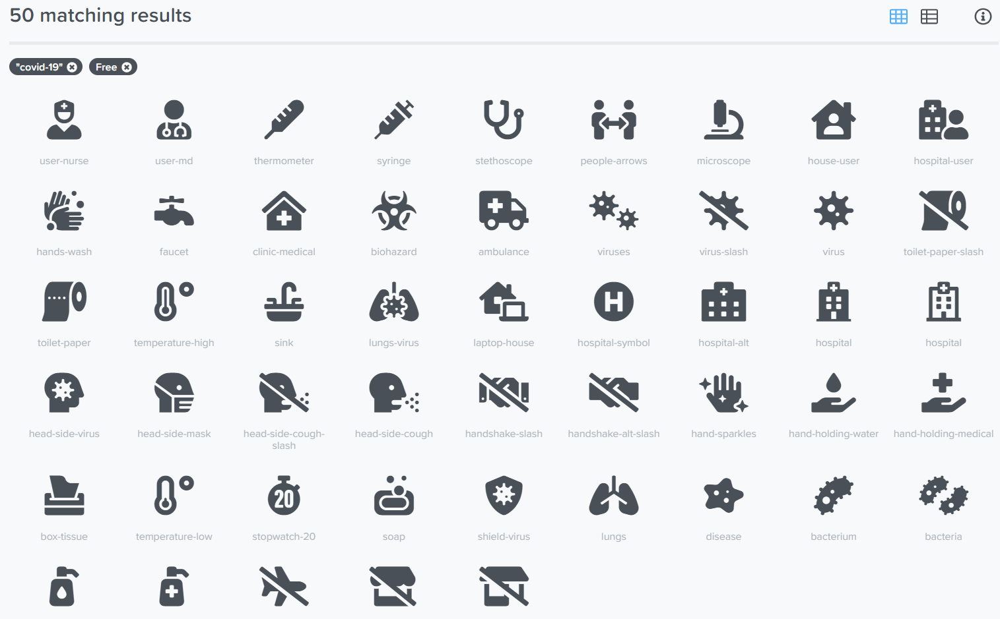 50 matching results
"covid-19" Free
user-nurse user-md thermometer syringe stethoscope people-arrows microscope house-user hospital-user
hands-wash faucet clinic-medical biohazard ambulance viruses virus-slash virus toilet-paper-slash
H
toilet-paper temperature-high sink lungs-virus laptop-house hospital-symbol hospital-alt hospital hospital
head-side-virus head-side-mask head-side-cough- head-side-cough handshake-slash handshake-alt-slash hand-sparkles hand-holding-water hand-holding-medical
slash
20
box-tissue temperature-low stopwatch-20 soap shield-virus lungs disease bacterium bacteria